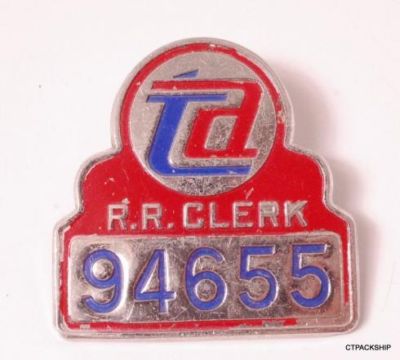 ta
R.R. CLERK
94655
CTPACKSHIP